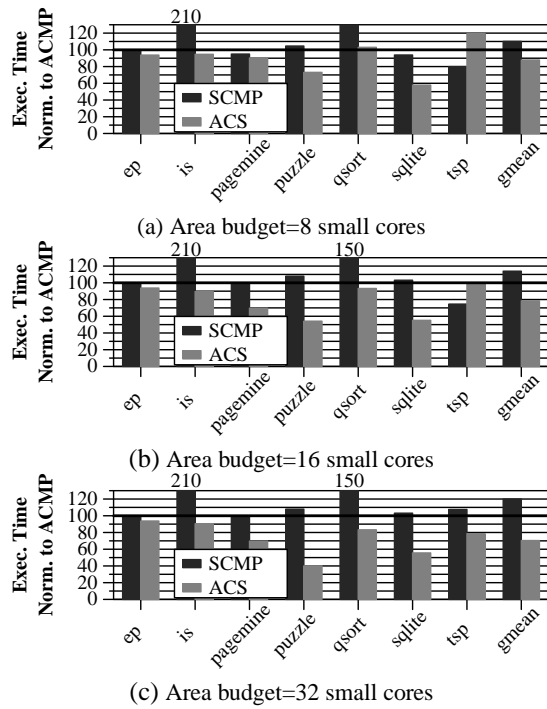 210
Exec. Time
Norm. to ACMP
120
100
80
60
40
20
0
SCMP
ACS
ep
is
pagemine
puzzle
qsort
sqlite
tsp
gmean
(a) Area budget=8 small cores
210
150
Exec. Time
Norm. to ACMP
120
100
80
60
40
20
0
SCMP
ACS
ep
is
pagemine
puzzle
qsort
sqlite
tsp
gmean
(b) Area budget=16 small cores
210
150
Exec. Time
Norm. to ACMP
120
100
80
60
40
20
0
SCMP
ACS
ep
is
pagemine
puzzle
qsort
sqlite
tsp
gmean
(c) Area budget=32 small cores